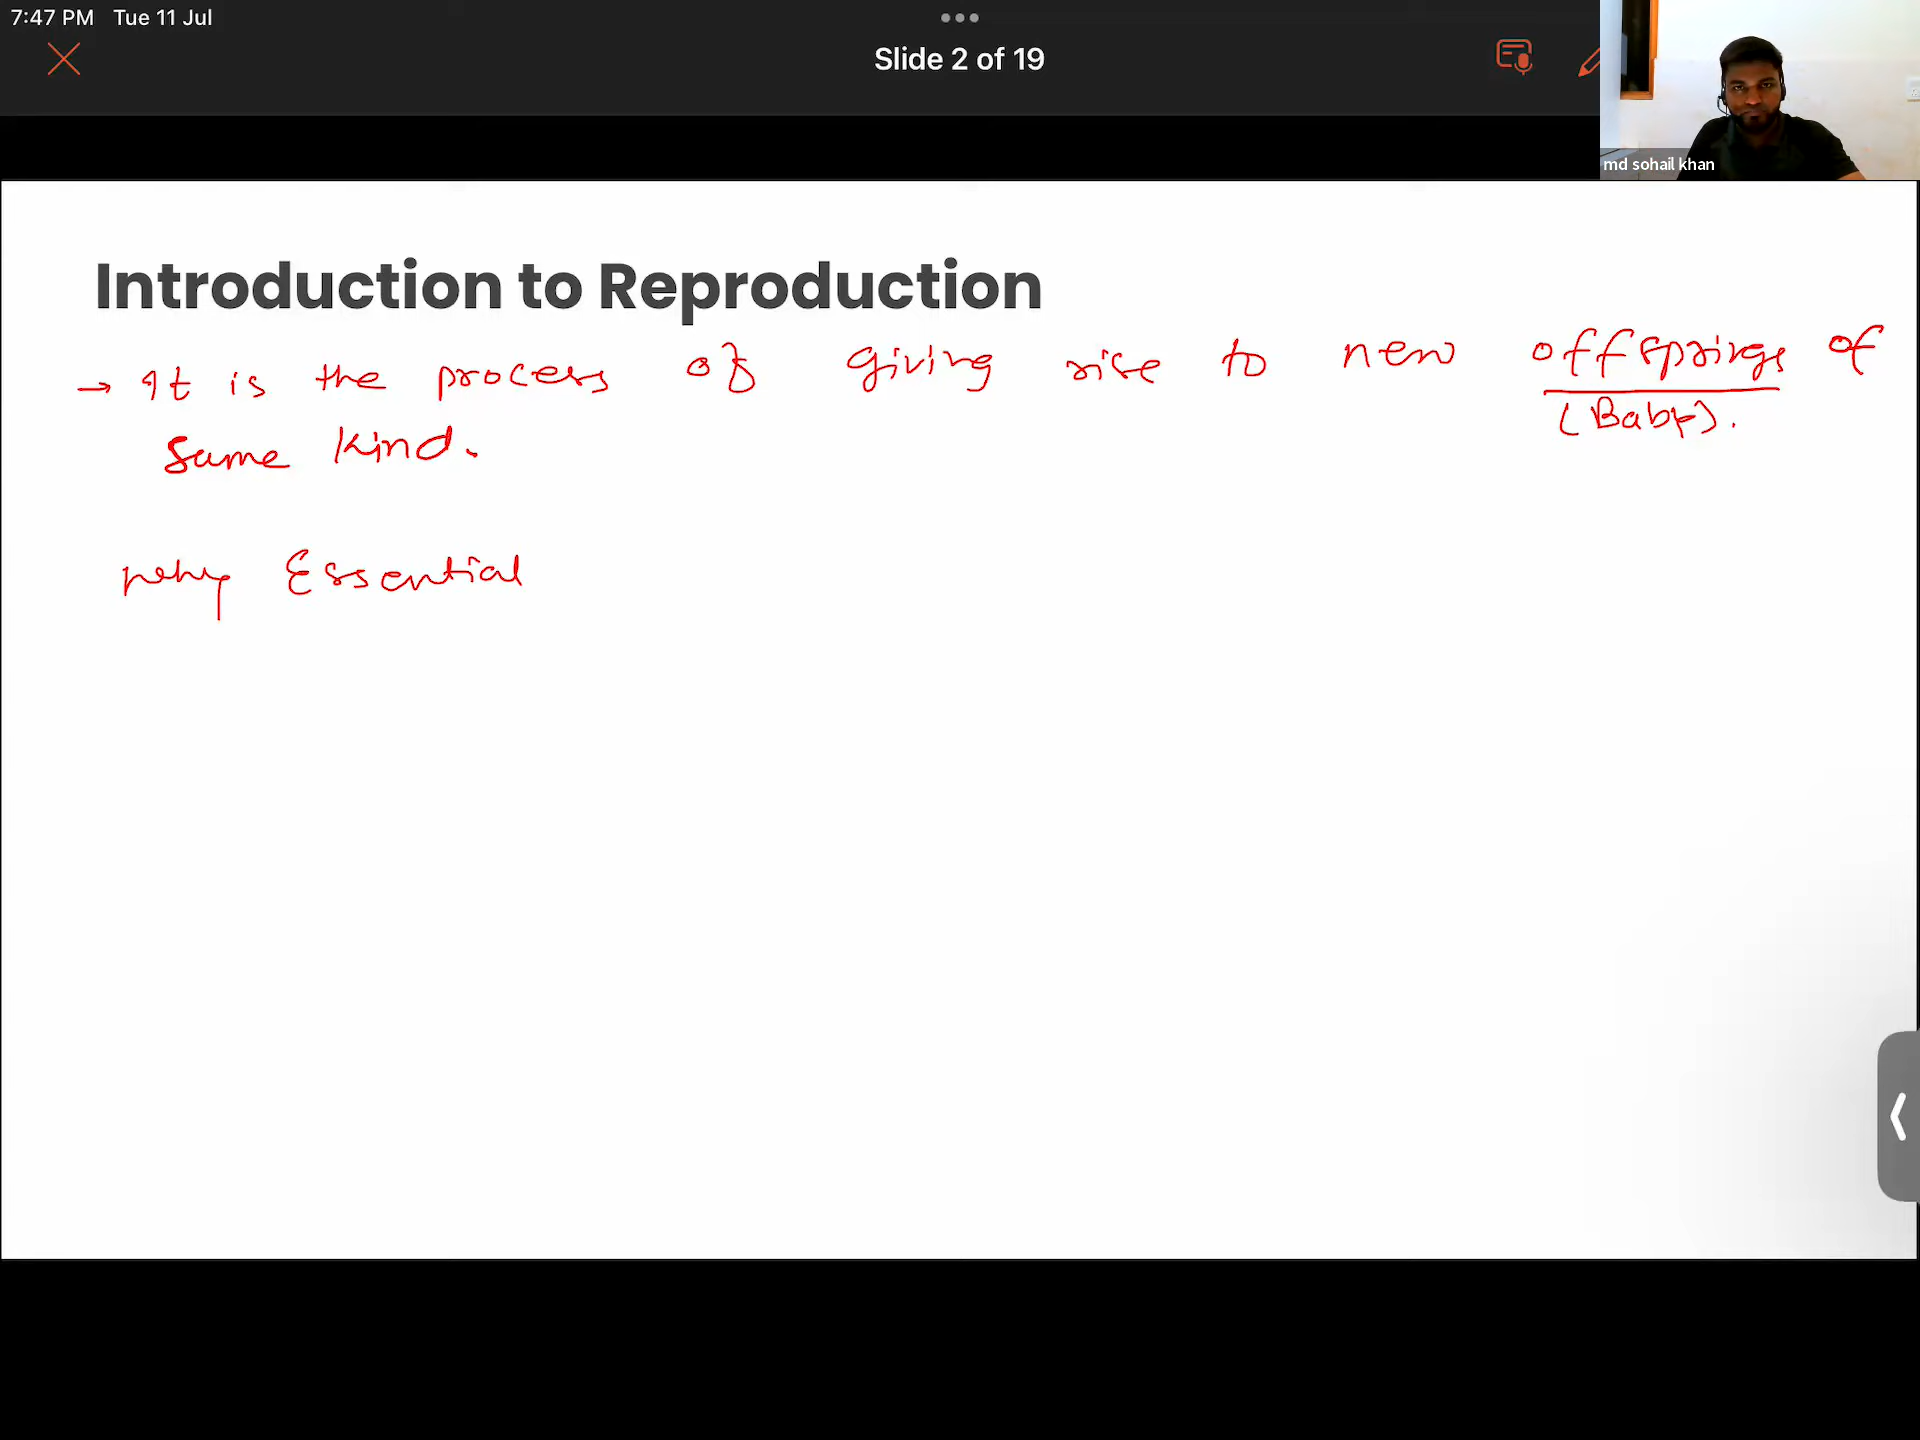 7:47 PM Tue 11 Jul
Slide 2 of 19
md sohail khan
Introduction to Reproduction
→ It is the process of giving rise to new offsprings of
(Baby).
same kind.
why Essential